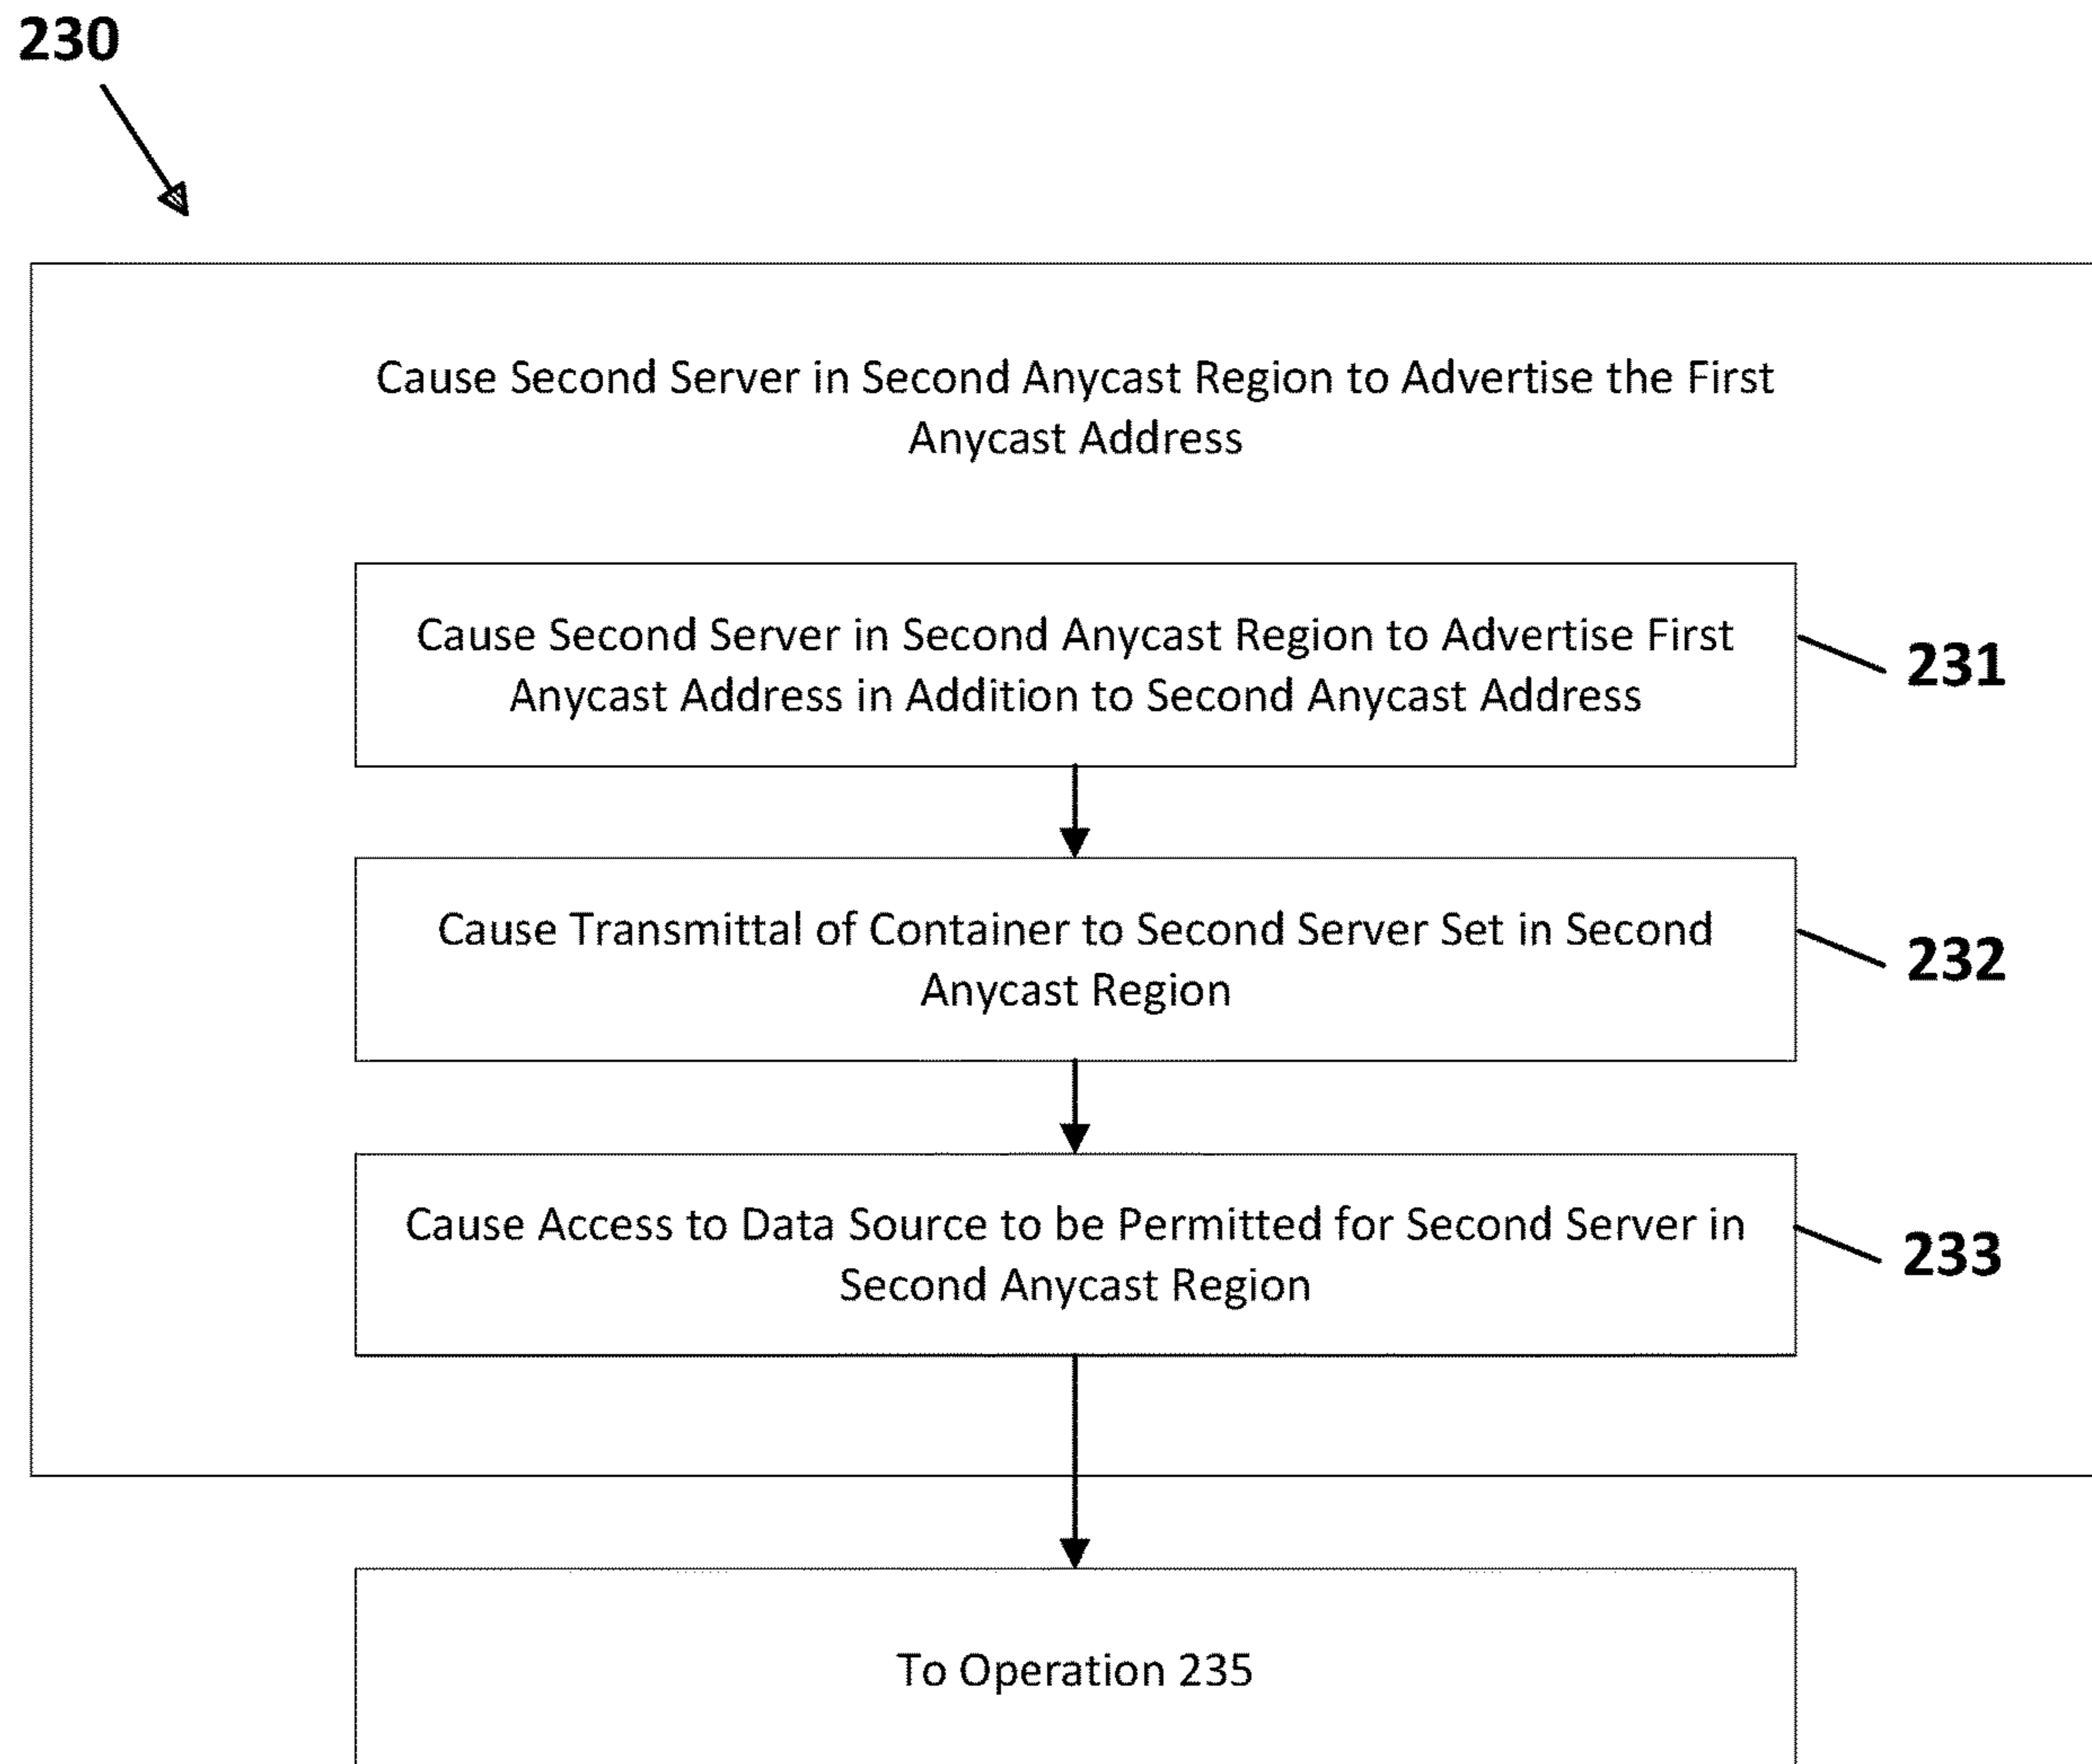 230
Cause Second Server in Second Anycast Region to Advertise the First
Anycast Address
Cause Second Server in Second Anycast Region to Advertise First
Anycast Address in Addition to Second Anycast Address
231
Cause Transmittal of Container to Second Server Set in Second
Anycast Region
232
Cause Access to Data Source to be Permitted for Second Server in
Second Anycast Region
233
To Operation 235